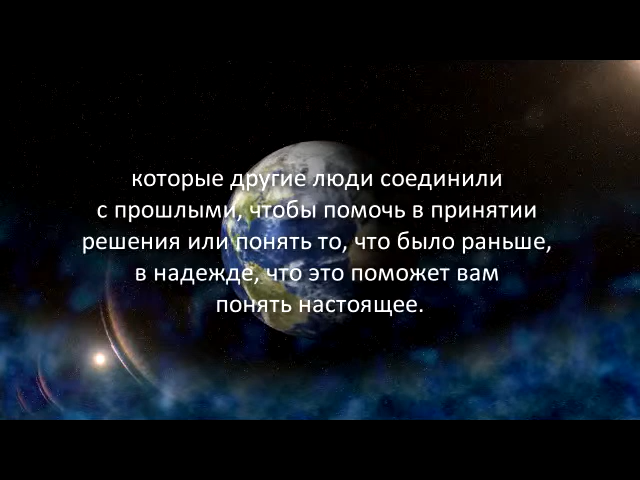 которые другие люди соединили
с прошлыми, чтобы помочь в принятии
решения или понять то, что было раньше,
в надежде, что это поможет вам
понять настоящее.